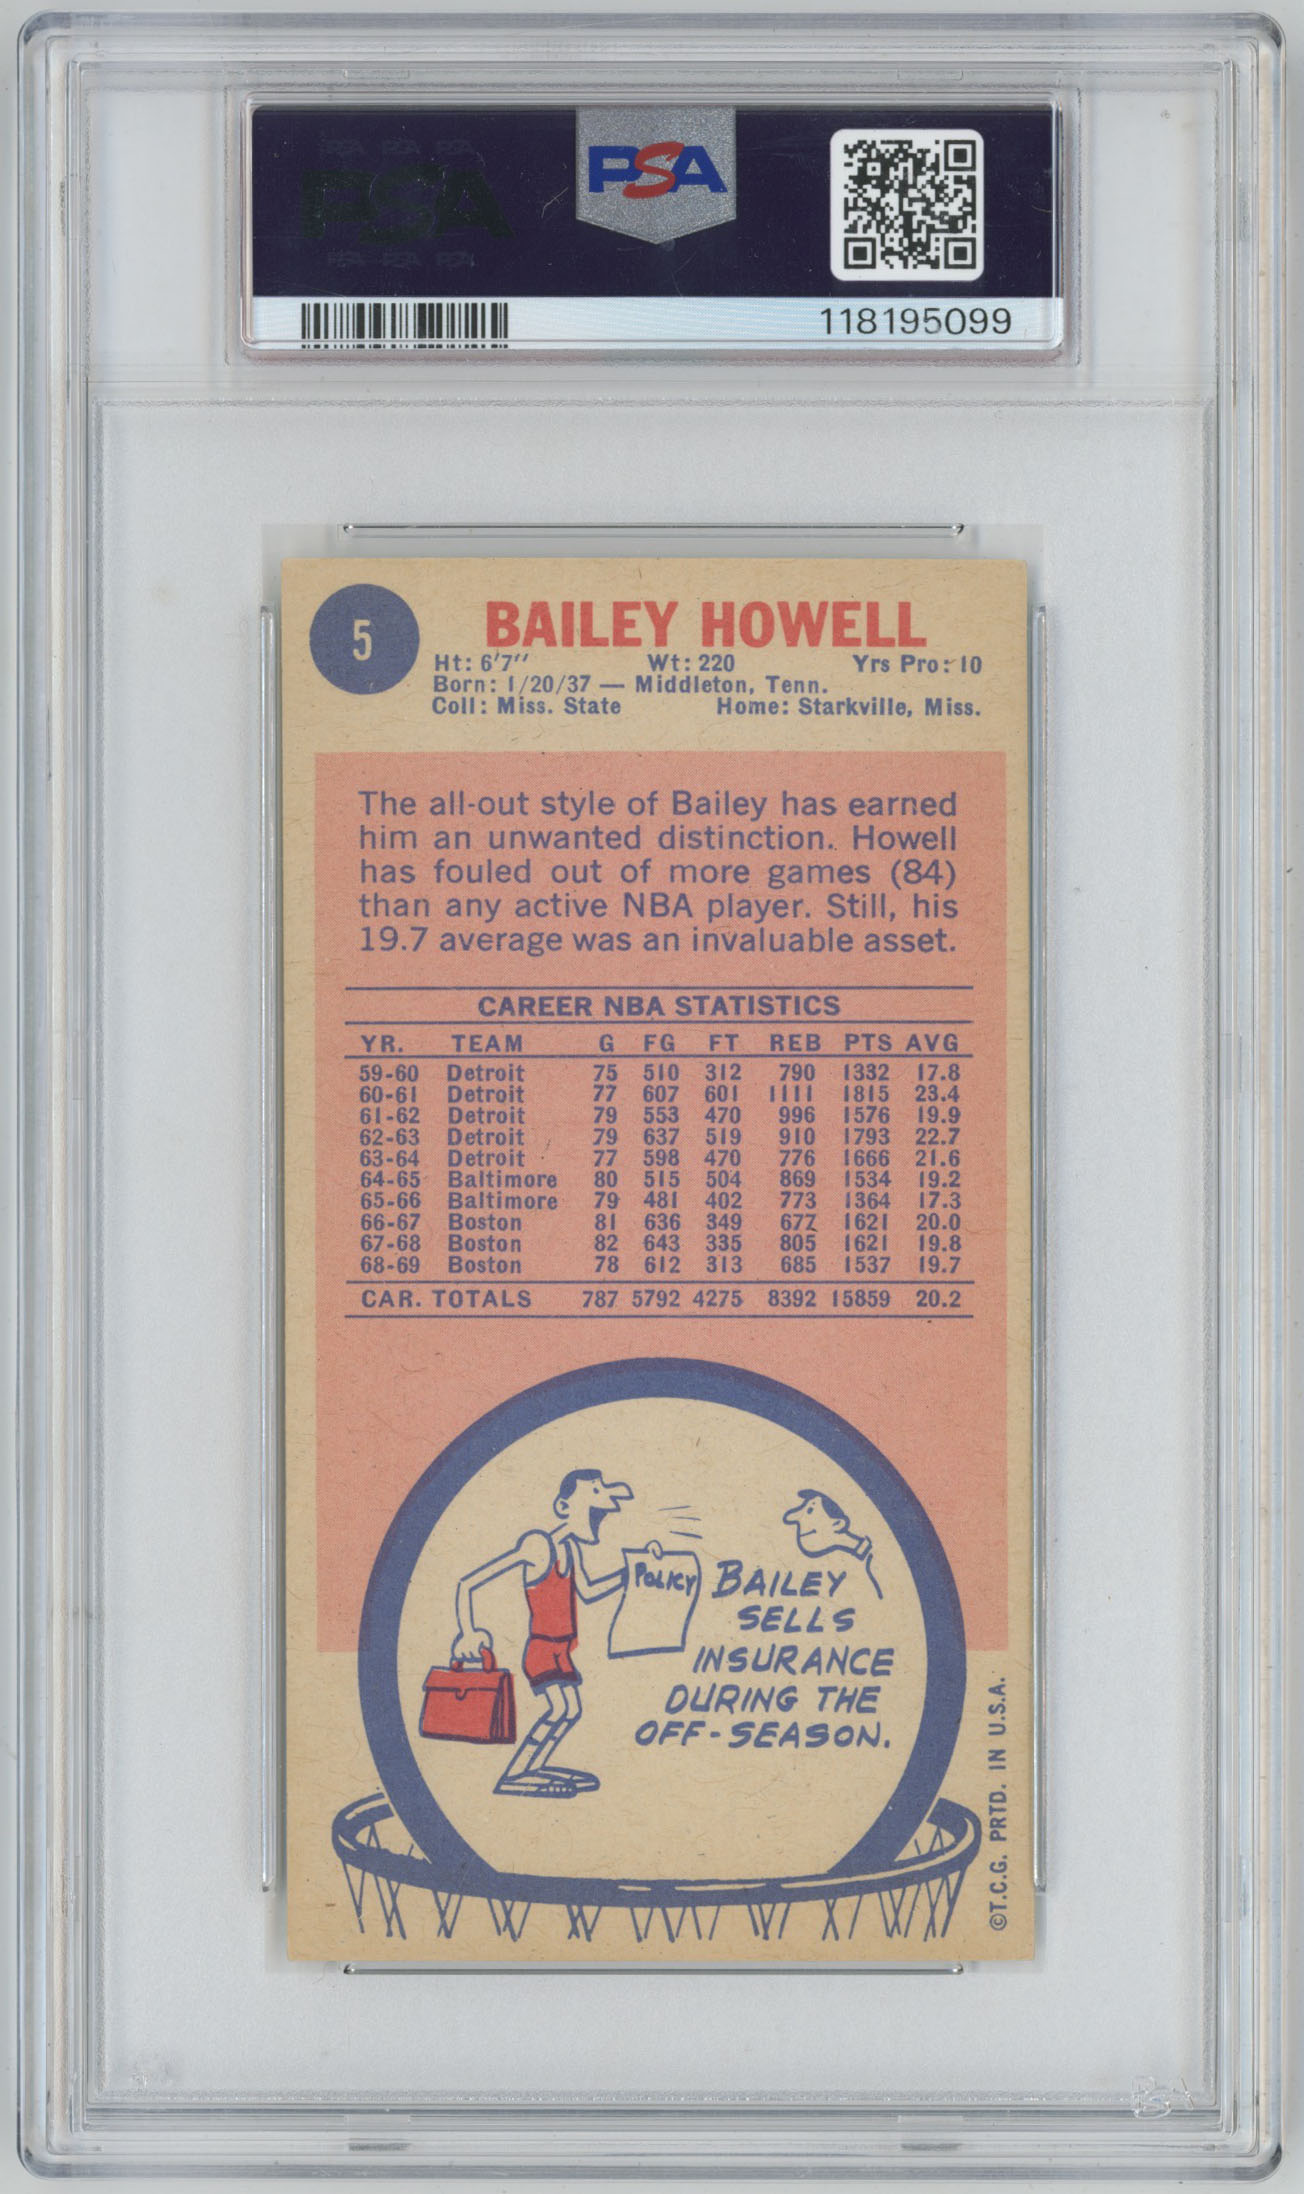 PSA PSA PSA
PSA
PSA PSA PSA
PSA
118195099
5
BAILEY HOWELL
Ht: 6'7" Wt: 220 Yrs Pro: 10
Born: 1/20/37 — Middleton, Tenn.
Coll: Miss. State Home: Starkville, Miss.
The all-out style of Bailey has earned
him an unwanted distinction. Howell
has fouled out of more games (84)
than any active NBA player. Still, his
19.7 average was an invaluable asset.
CAREER NBA STATISTICS
YR. TEAM G FG FT REB PTS AVG
59-60 Detroit 75 510 312 790 1332 17.8
60-61 Detroit 77 607 601 1111 1815 23.4
61-62 Detroit 79 553 470 996 1576 19.9
62-63 Detroit 79 637 519 910 1793 22.7
63-64 Detroit 77 598 470 776 1666 21.6
64-65 Baltimore 80 515 504 869 1534 19.2
65-66 Baltimore 79 481 402 773 1364 17.3
66-67 Boston 81 636 349 677 1621 20.0
67-68 Boston 82 643 335 805 1621 19.8
68-69 Boston 78 612 313 685 1537 19.7
CAR. TOTALS 787 5792 4275 8392 15859 20.2
POLICY
BAILEY
SELLS
INSURANCE
DURING THE
OFF-SEASON.
©T.C.G. PRTD. IN U.S.A.
PSA